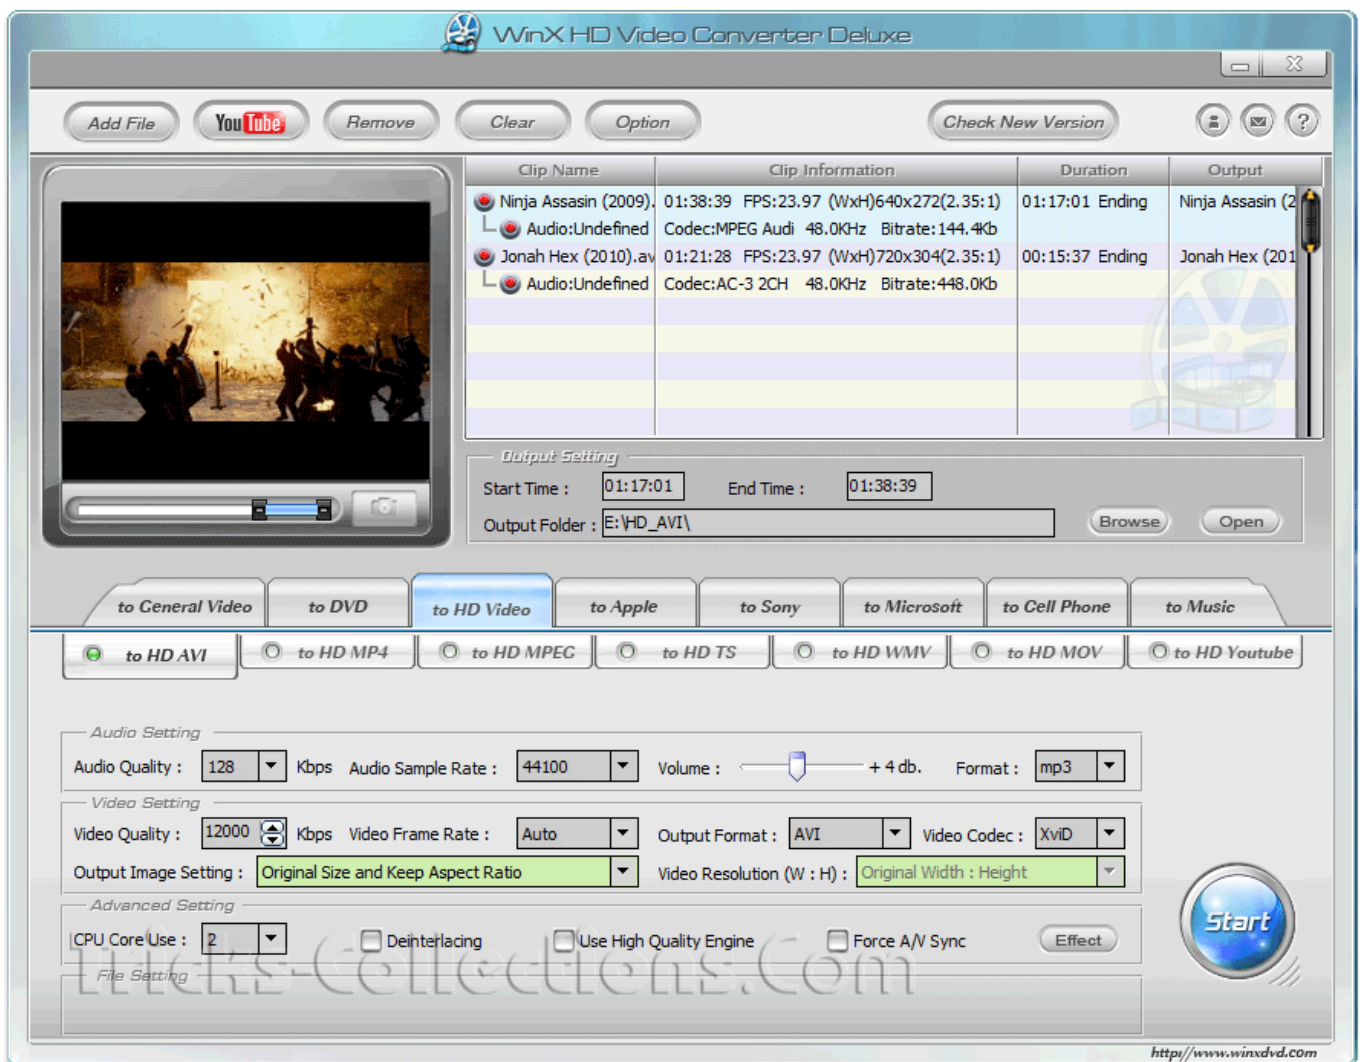 WinX HD Video Converter Deluxe
Add File YouTube Remove Clear Option Check New Version ?
Clip Name Clip Information Duration Output
Ninja Assasin (2009). 01:38:39 FPS:23.97 (WxH)640x272(2.35:1) 01:17:01 Ending Ninja Assasin (2
Audio:Undefined Codec:MPEG Audi 48.0KHz Bitrate:144.4Kb
Jonah Hex (2010).av 01:21:28 FPS:23.97 (WxH)720x304(2.35:1) 00:15:37 Ending Jonah Hex (201
Audio:Undefined Codec:AC-3 2CH 48.0KHz Bitrate:448.0Kb
Output Setting
Start Time : 01:17:01 End Time : 01:38:39
Output Folder : E:\HD_AVI\ Browse Open
to General Video to DVD to HD Video to Apple to Sony to Microsoft to Cell Phone to Music
to HD AVI to HD MP4 to HD MPEG to HD TS to HD WMV to HD MOV to HD Youtube
Audio Setting
Audio Quality : 128 Kbps Audio Sample Rate : 44100 Volume : + 4 db. Format : mp3
Video Setting
Video Quality : 12000 Kbps Video Frame Rate : Auto Output Format : AVI Video Codec : XviD
Output Image Setting : Original Size and Keep Aspect Ratio Video Resolution (W : H) : Original Width : Height
Advanced Setting
CPU Core Use : 2 Deinterlacing Use High Quality Engine Force A/V Sync Effect
Start
Tricks-Collections.Com
File Setting
http://www.winxdvd.com